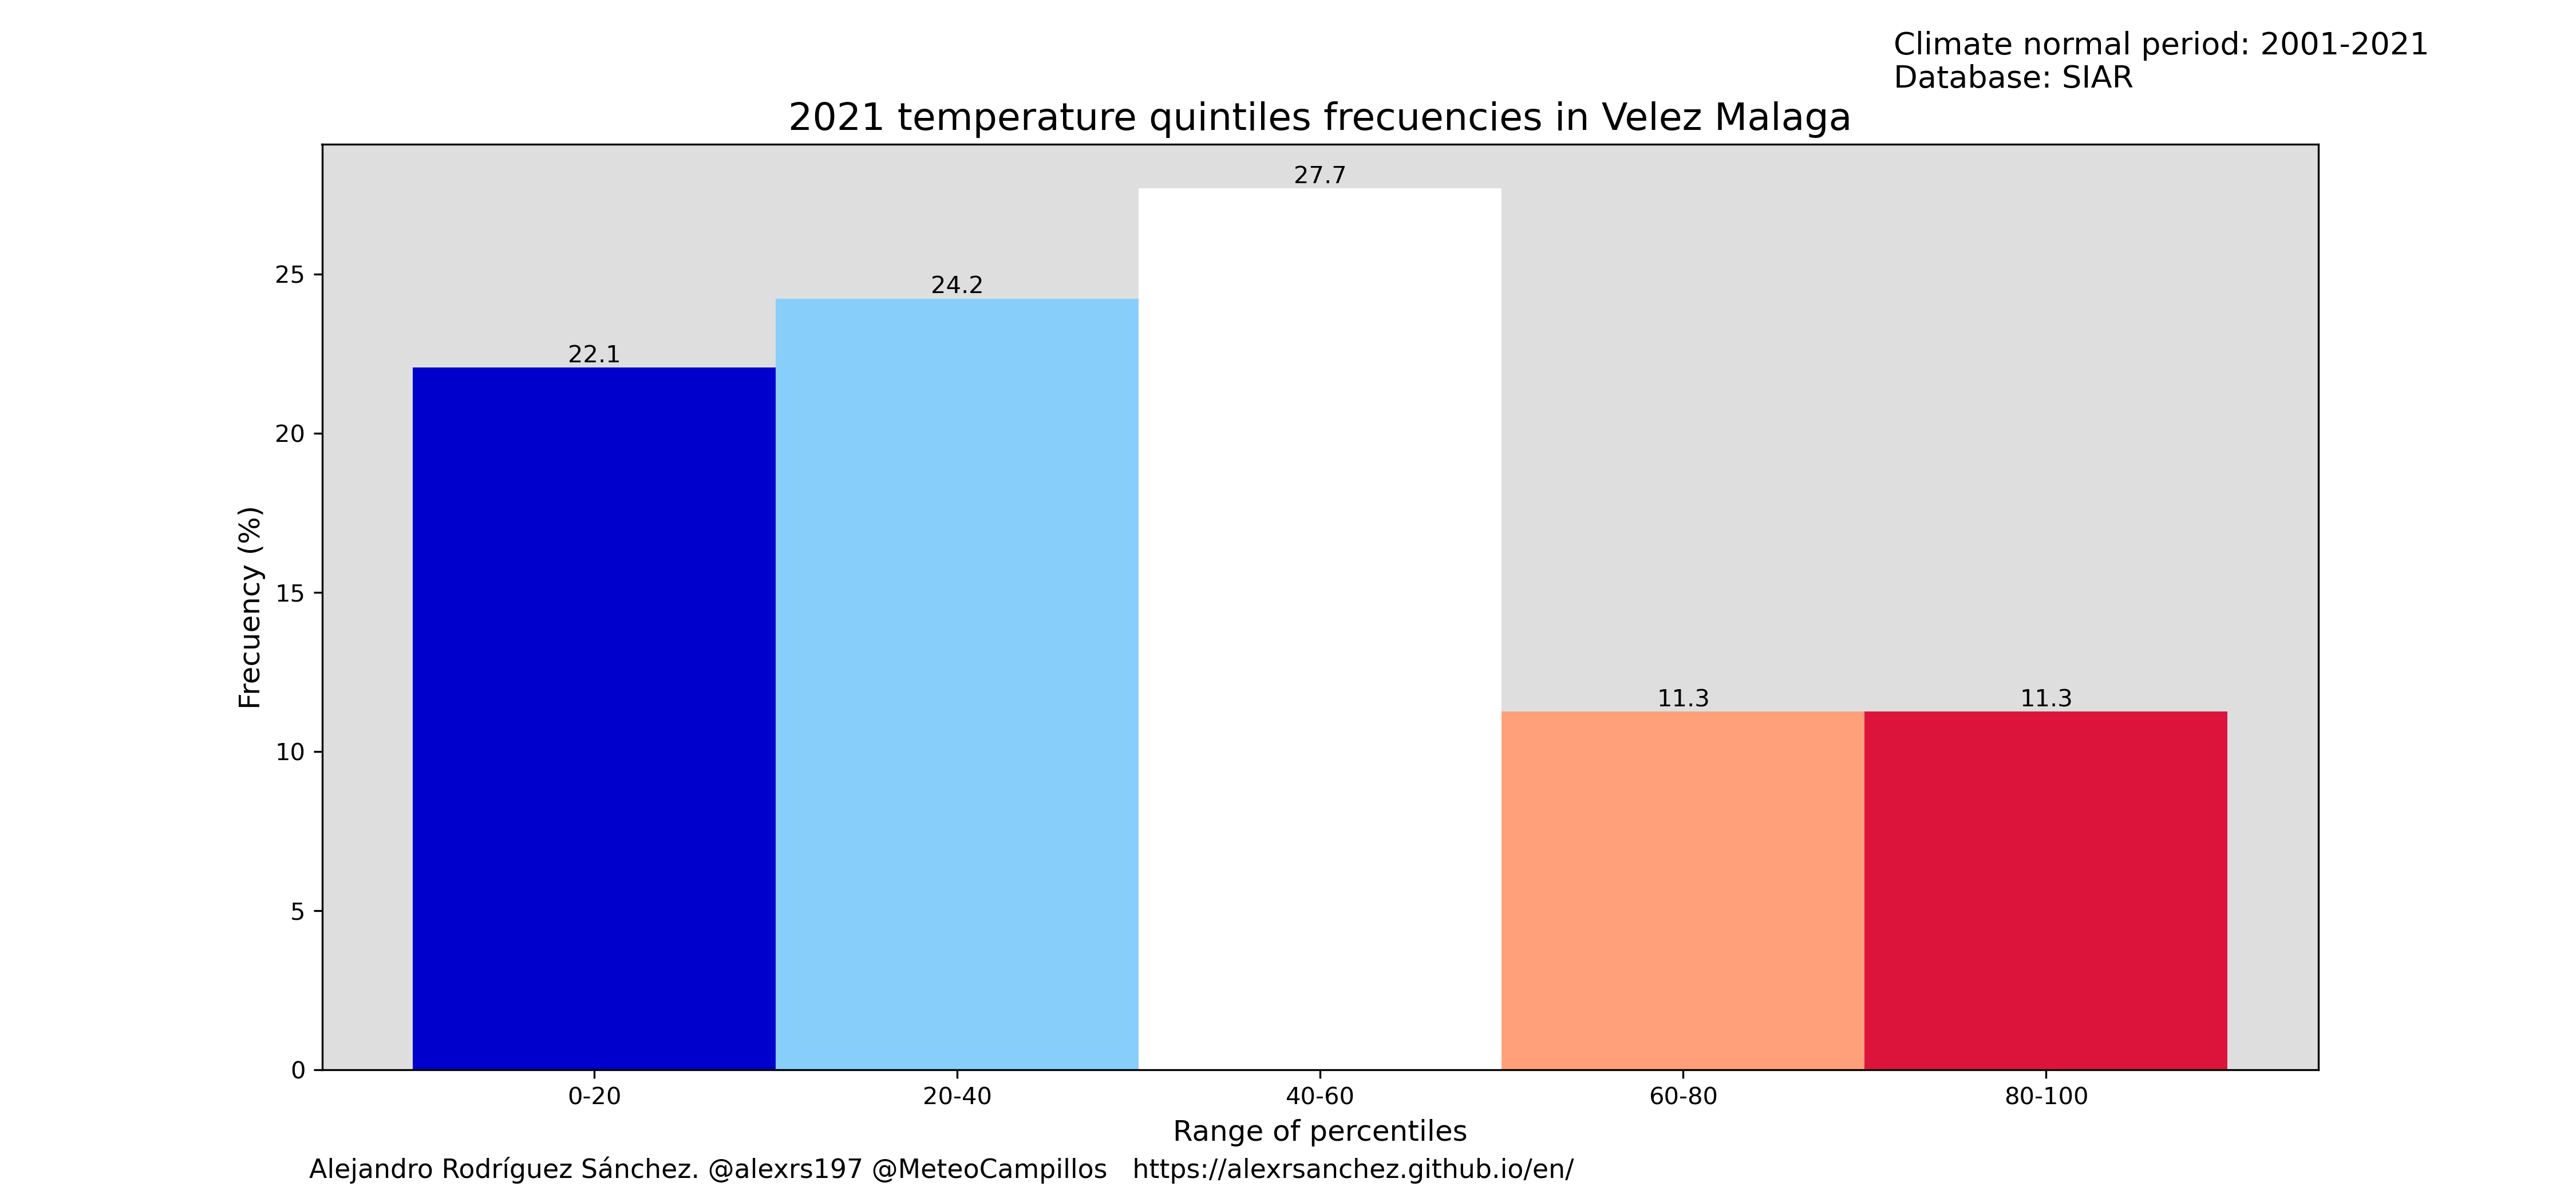 Climate normal period: 2001-2021
Database: SIAR
2021 temperature quintiles frecuencies in Velez Malaga
27.7
24.2
22.1
11.3
11.3
25
20
15
10
5
0
Frecuency (%)
0-20
20-40
40-60
60-80
80-100
Range of percentiles
Alejandro Rodríguez Sánchez. @alexrs197 @MeteoCampillos   https://alexrsanchez.github.io/en/